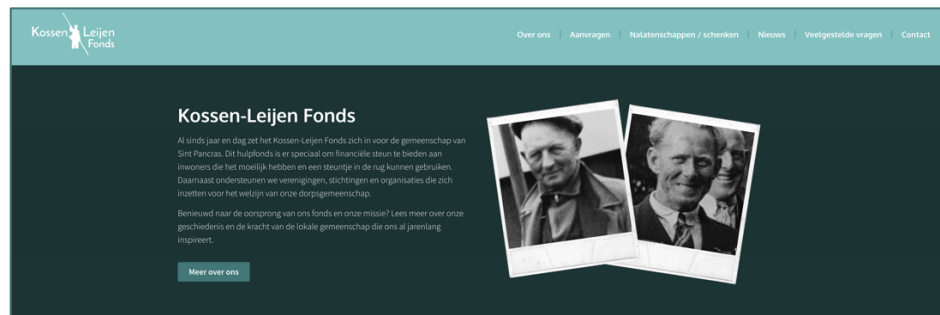 Kossen Leijen
Fonds
Over ons | Aanvragen | Nalatenschappen / schenken | Nieuws | Veelgestelde vragen | Contact
Kossen-Leijen Fonds
Al sinds jaar en dag zet het Kossen-Leijen Fonds zich in voor de gemeenschap van
Sint Pancras. Dit hulpfonds is er speciaal om financiële steun te bieden aan
inwoners die het moeilijk hebben en een steuntje in de rug kunnen gebruiken.
Daarnaast ondersteunen we verenigingen, stichtingen en organisaties die zich
inzetten voor het welzijn van onze dorpsgemeenschap.
Benieuwd naar de oorsprong van ons fonds en onze missie? Lees meer over onze
geschiedenis en de kracht van de lokale gemeenschap die ons al jarenlang
inspireert.
Meer over ons